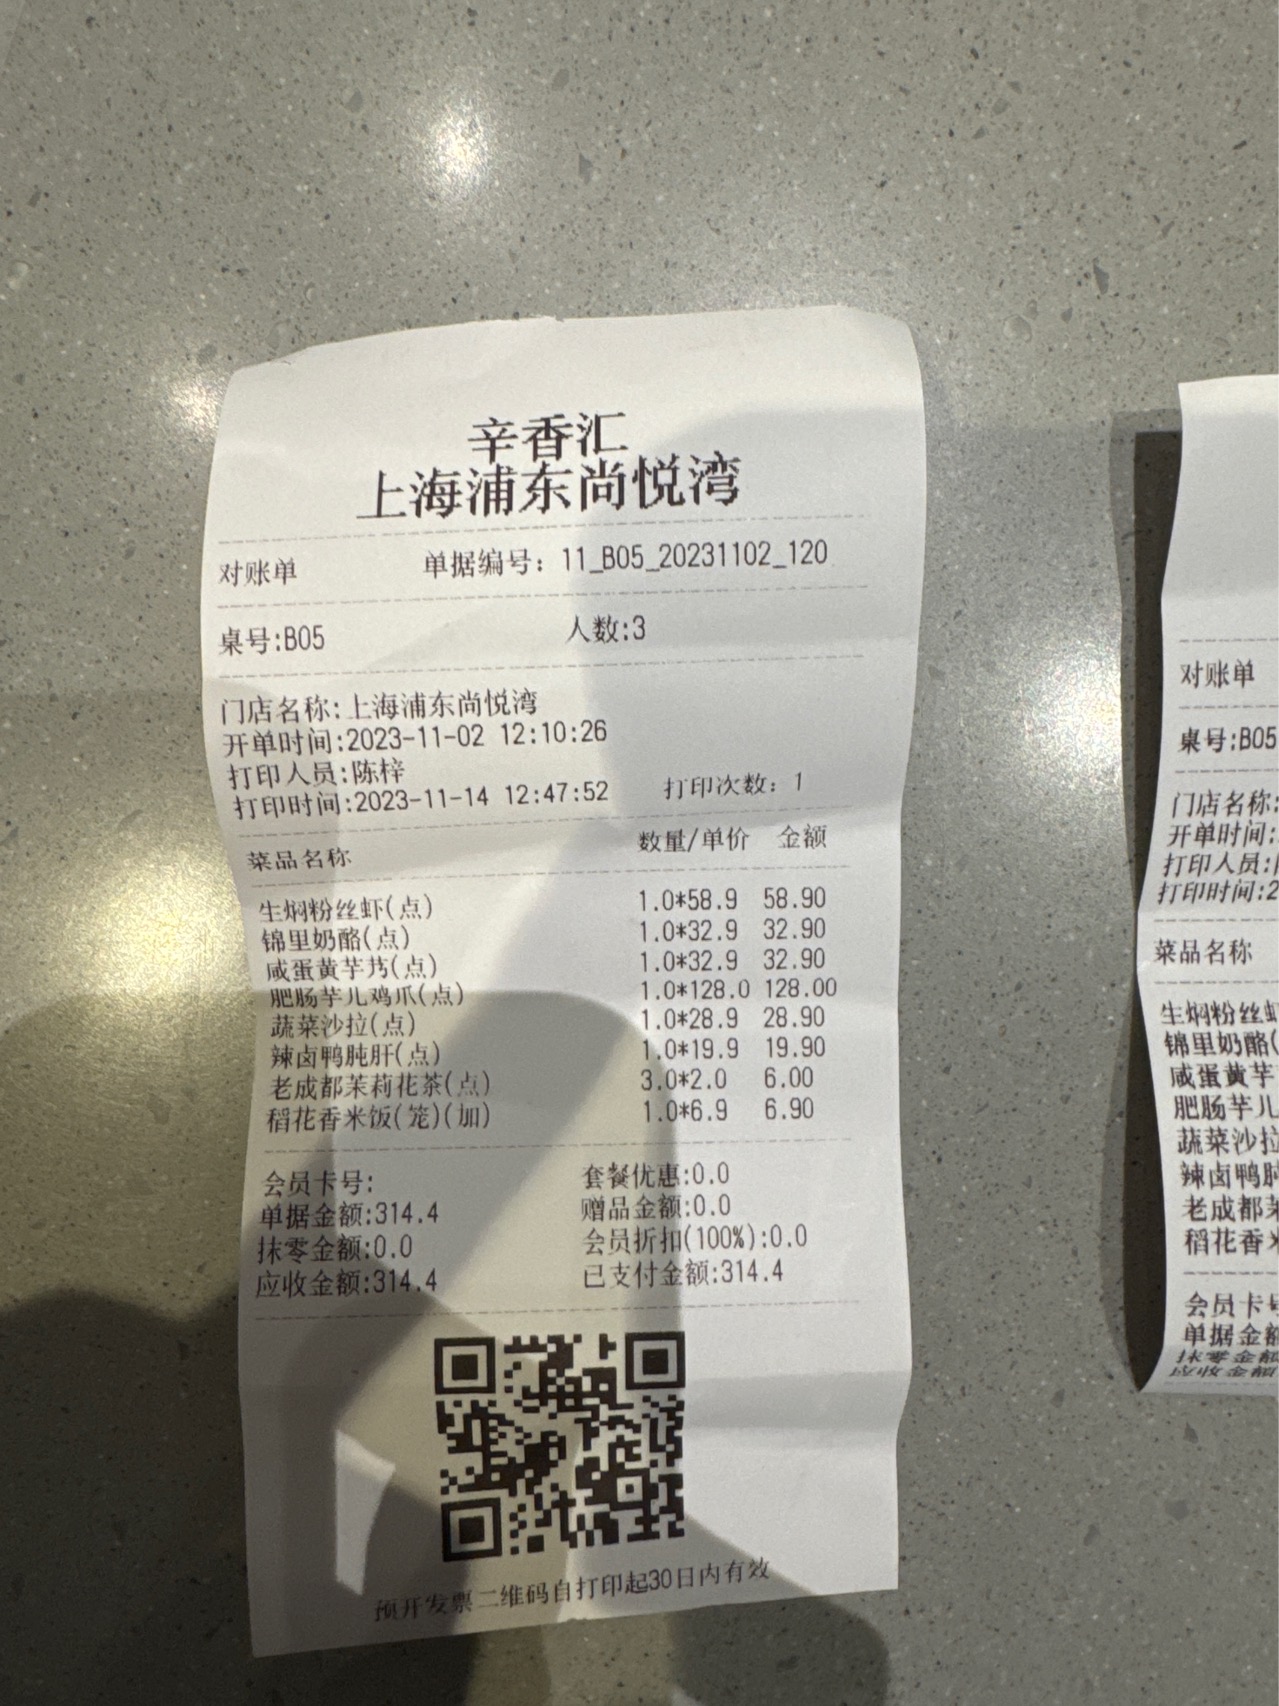 辛香汇
上海浦东尚悦湾
对账单 单据编号：11_B05_20231102_120
桌号:B05 人数:3
门店名称:上海浦东尚悦湾
开单时间:2023-11-02 12:10:26
打印人员:陈梓
打印时间:2023-11-14 12:47:52 打印次数：1
菜品名称 数量/单价 金额
生焖粉丝虾(点) 1.0*58.9 58.90
锦里奶酪(点) 1.0*32.9 32.90
咸蛋黄芋艿(点) 1.0*32.9 32.90
肥肠芋儿鸡爪(点) 1.0*128.0 128.00
蔬菜沙拉(点) 1.0*28.9 28.90
辣卤鸭肫肝(点) 1.0*19.9 19.90
老成都茉莉花茶(点) 3.0*2.0 6.00
稻花香米饭(笼)(加) 1.0*6.9 6.90
会员卡号: 套餐优惠:0.0
单据金额:314.4 赠品金额:0.0
抹零金额:0.0 会员折扣(100%):0.0
应收金额:314.4 已支付金额:314.4
预开发票二维码自打印起30日内有效
对账单
桌号:B05
门店名称:
开单时间:
打印人员:
打印时间:2
菜品名称
生焖粉丝虾
锦里奶酪(
咸蛋黄芋
肥肠芋儿
蔬菜沙拉
辣卤鸭肫
老成都茉
稻花香米
会员卡号
单据金额
抹零金额
应收金额